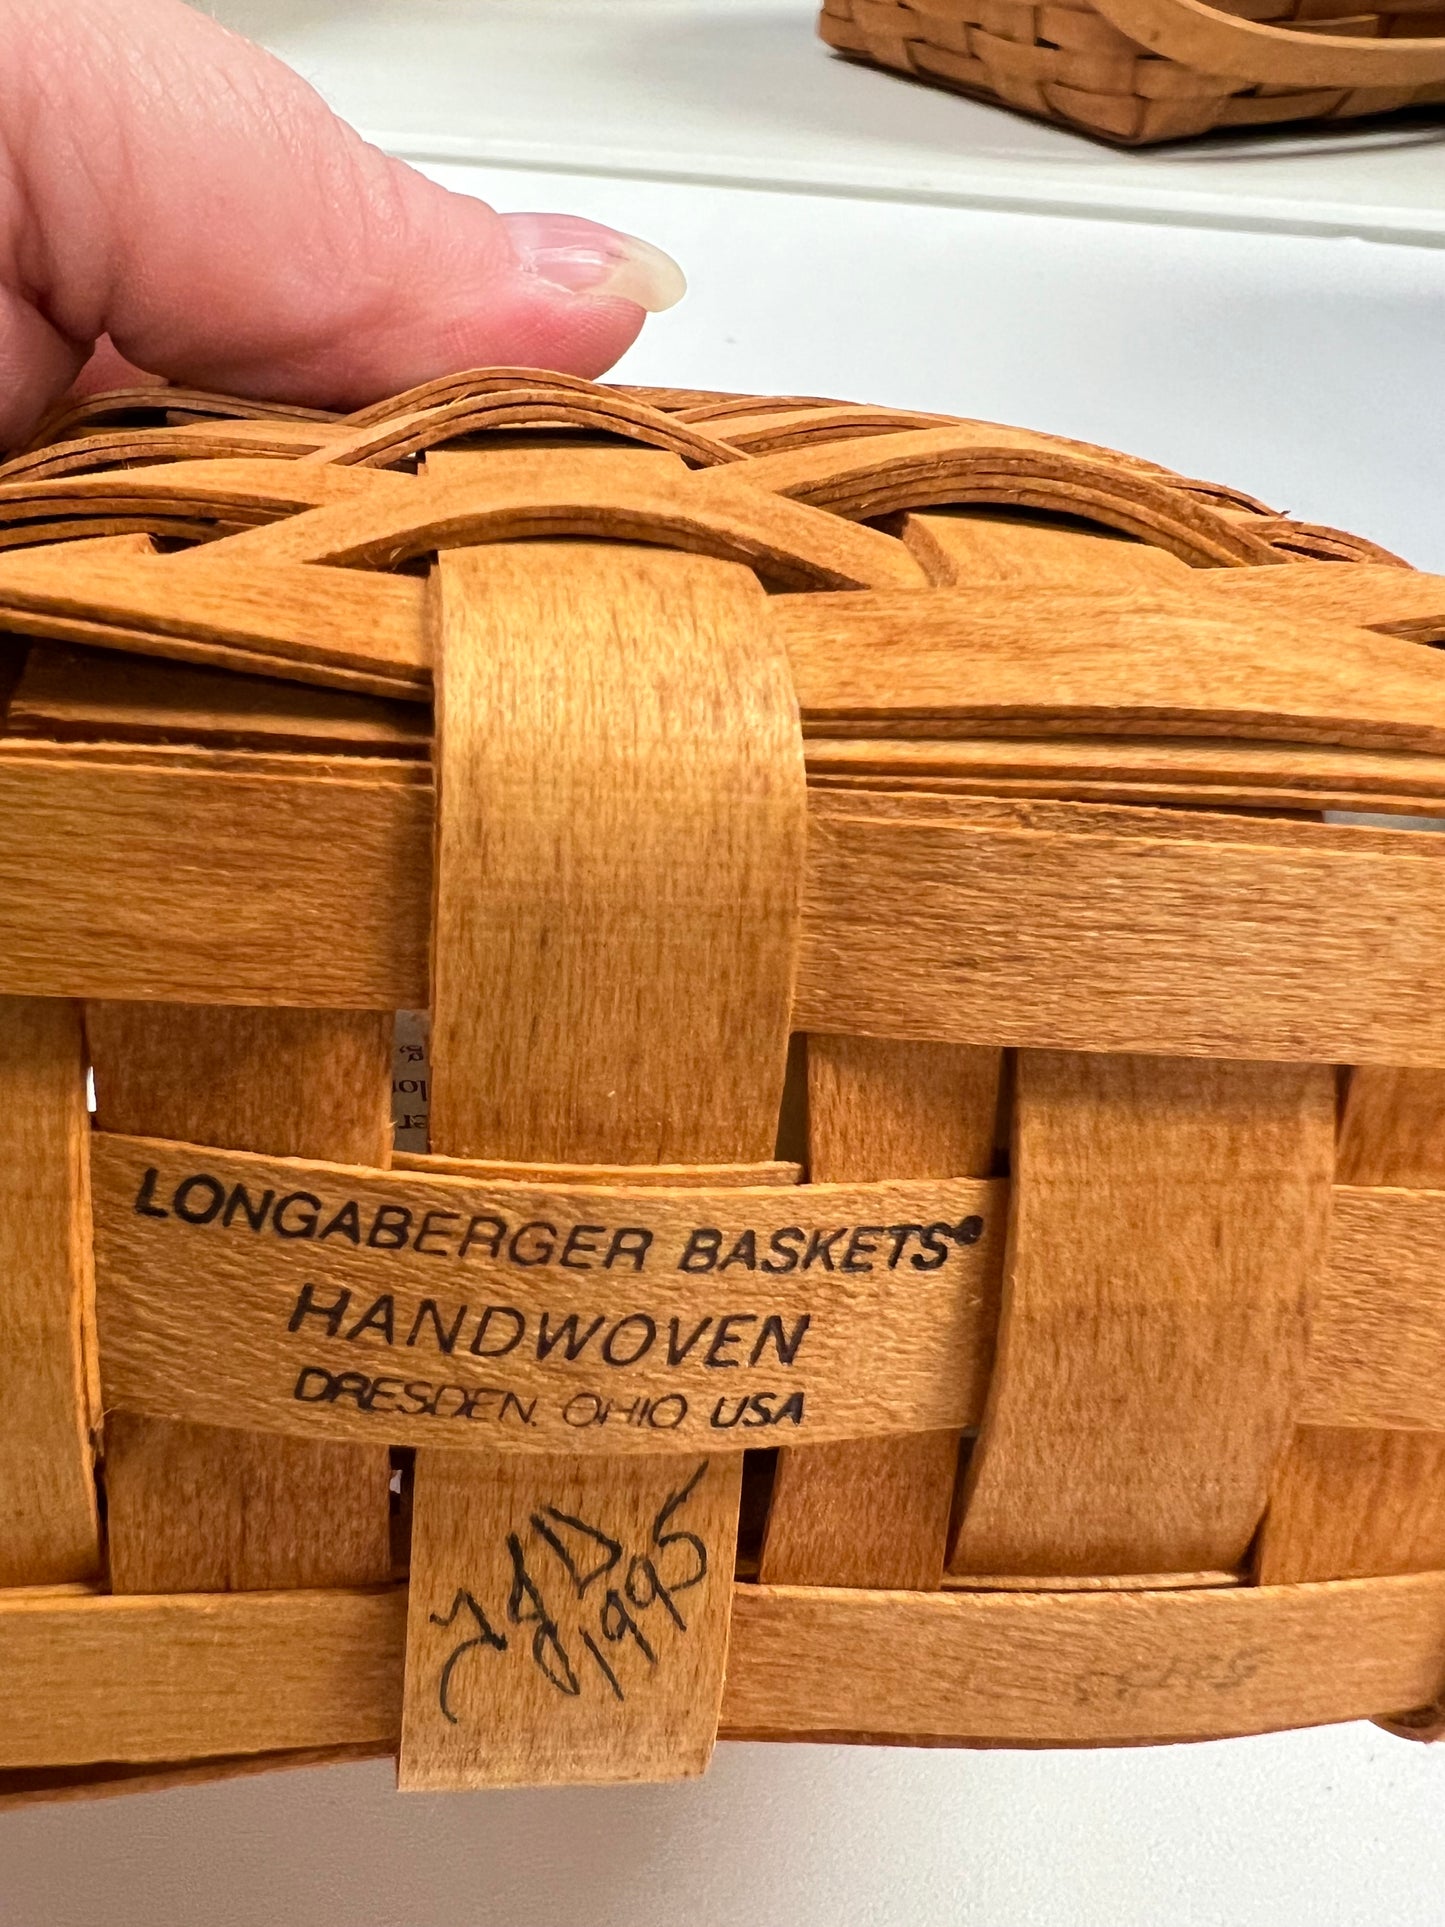 LONGABERGER BASKETS®
HANDWOVEN
DRESDEN, OHIO USA
1995